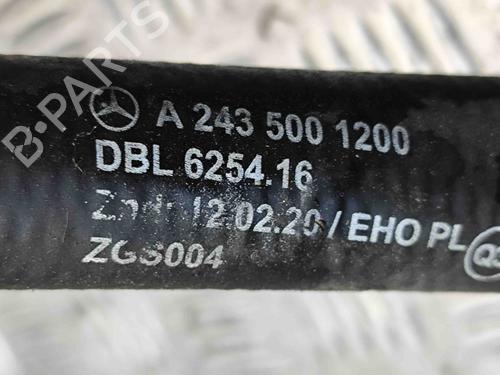 A 243 500 1200
DBL 6254.16
12.02.20 / EHO PL
ZGS004
B-Parts